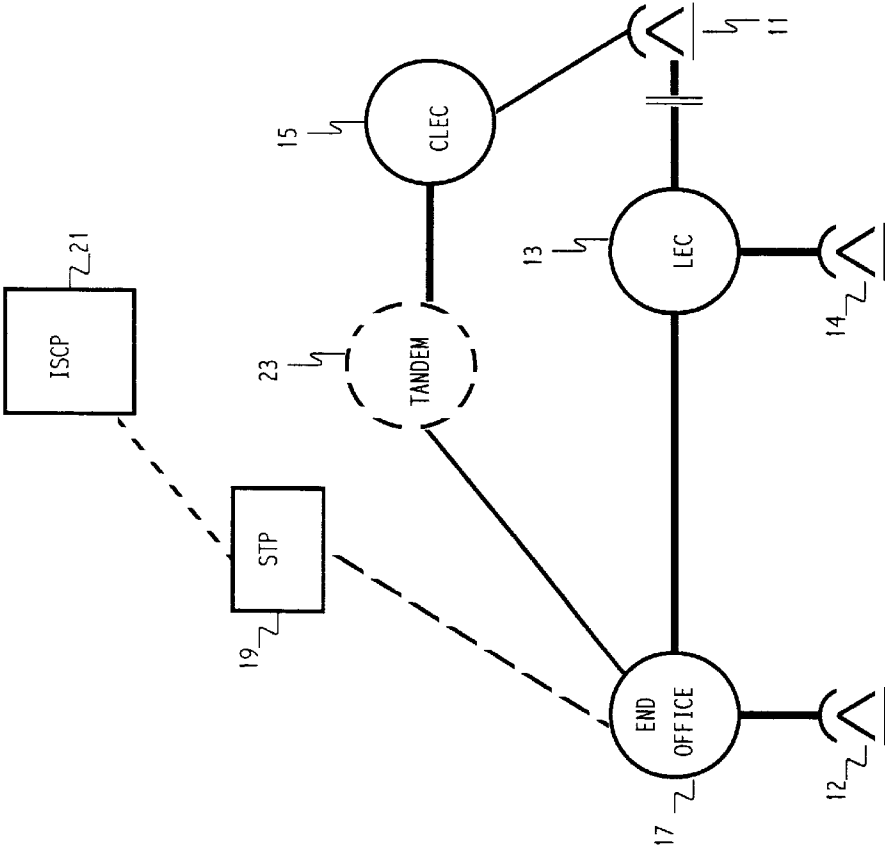 ISCP
21
STP
19
15
CLEC
23
TANDEM
11
13
LEC
14
END
OFFICE
17
12